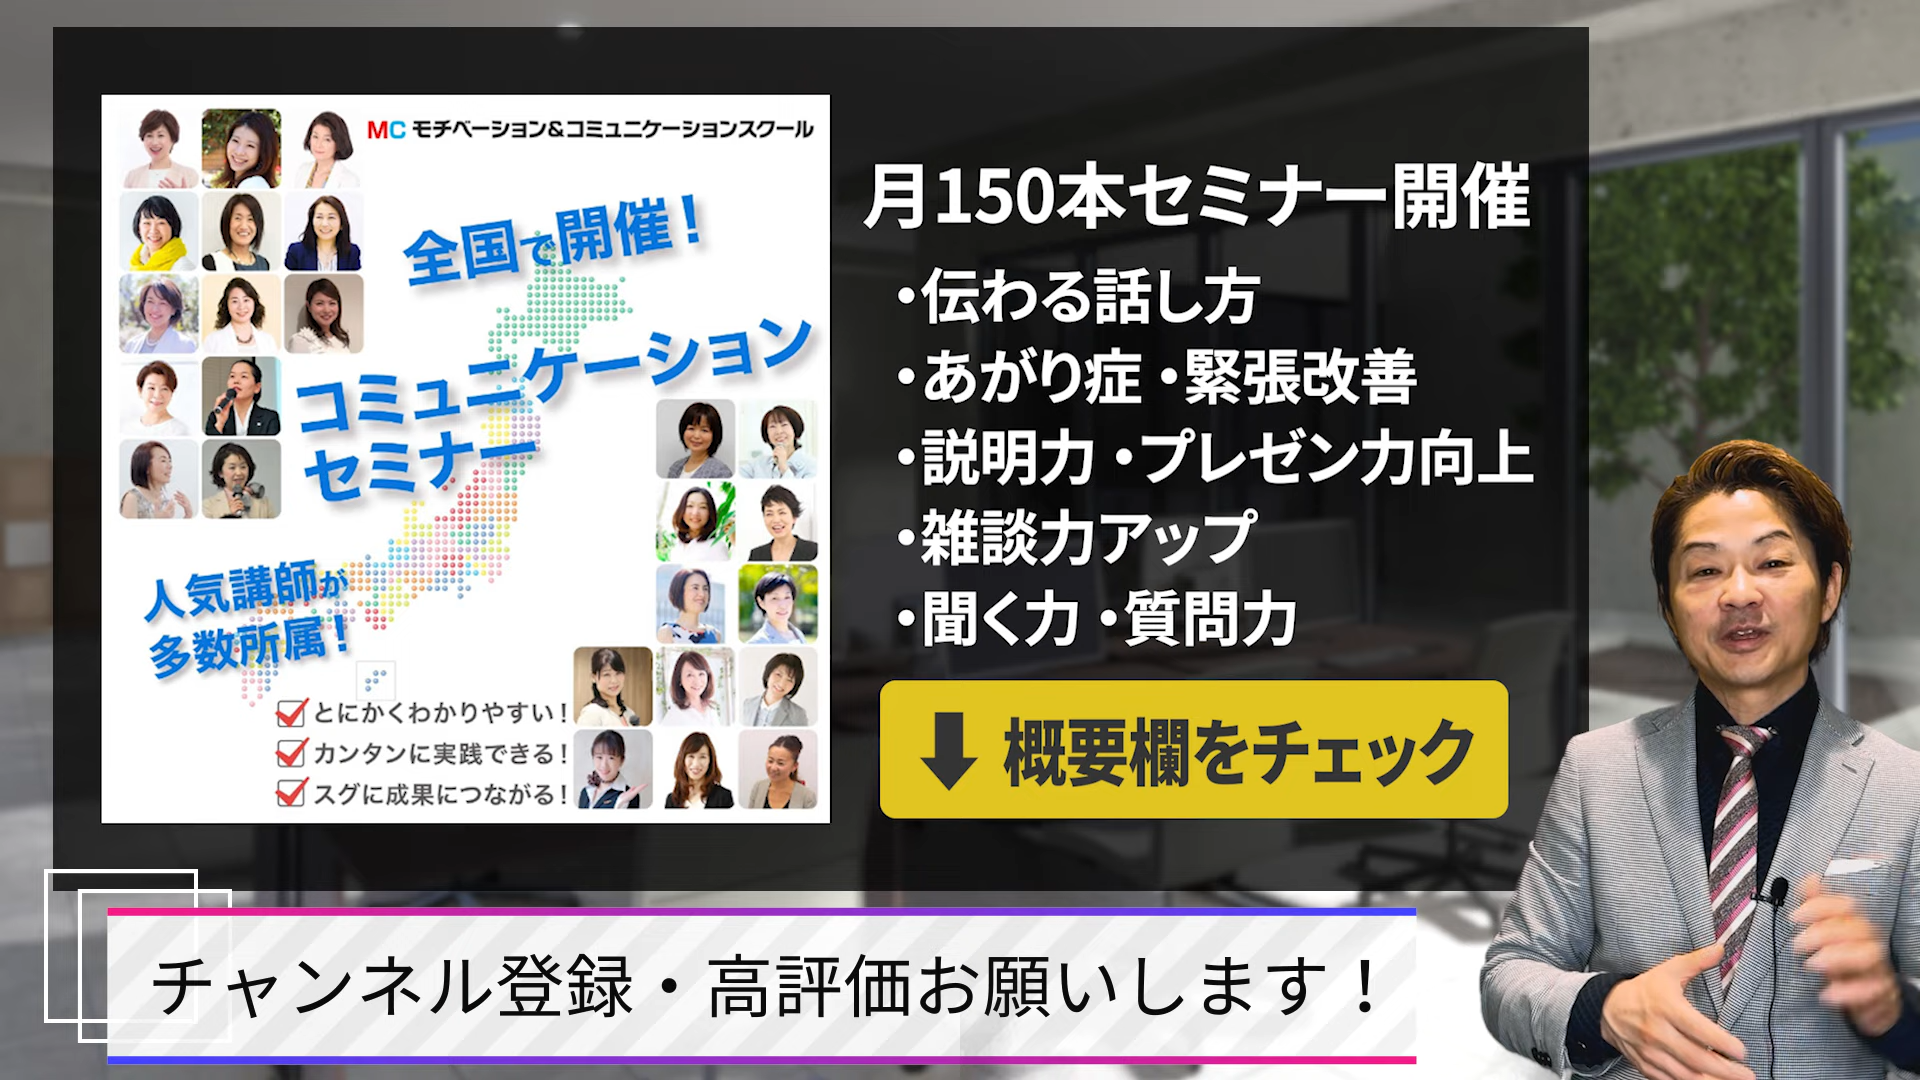 MC モチベーション&コミュニケーションスクール
全国で開催!
コミュニケーション
セミナー
人気講師が
多数所属!
とにかくわかりやすい!
カンタンに実践できる!
スグに成果につながる!
月150本セミナー開催
・伝わる話し方
・あがり症・緊張改善
・説明力・プレゼン力向上
・雑談力アップ
・聞く力・質問力
⬇概要欄をチェック
チャンネル登録・高評価お願いします!